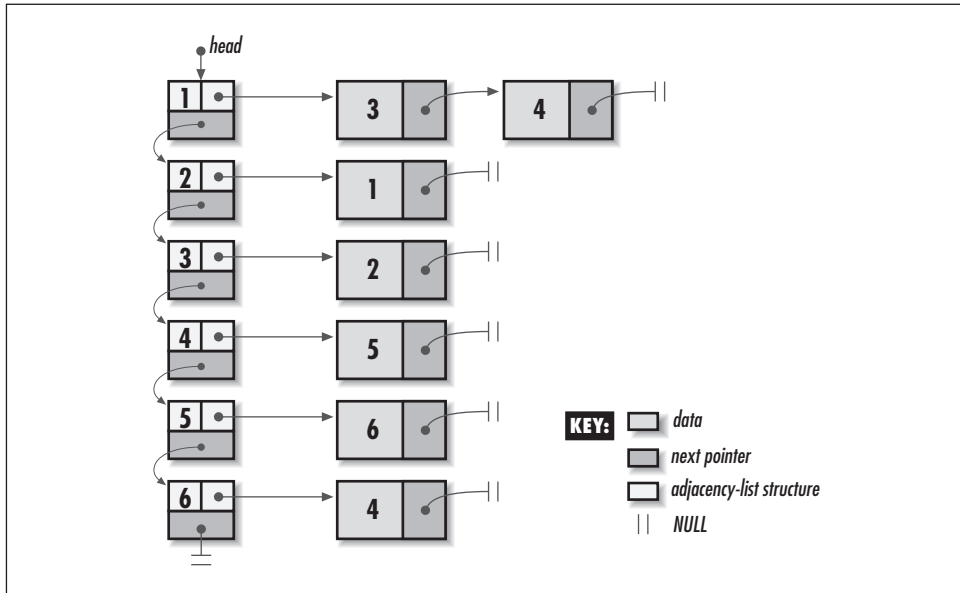 head
1 3 4
2 1
3 2
4 5
5 6
6 4
KEY: data
next pointer
adjacency-list structure
NULL